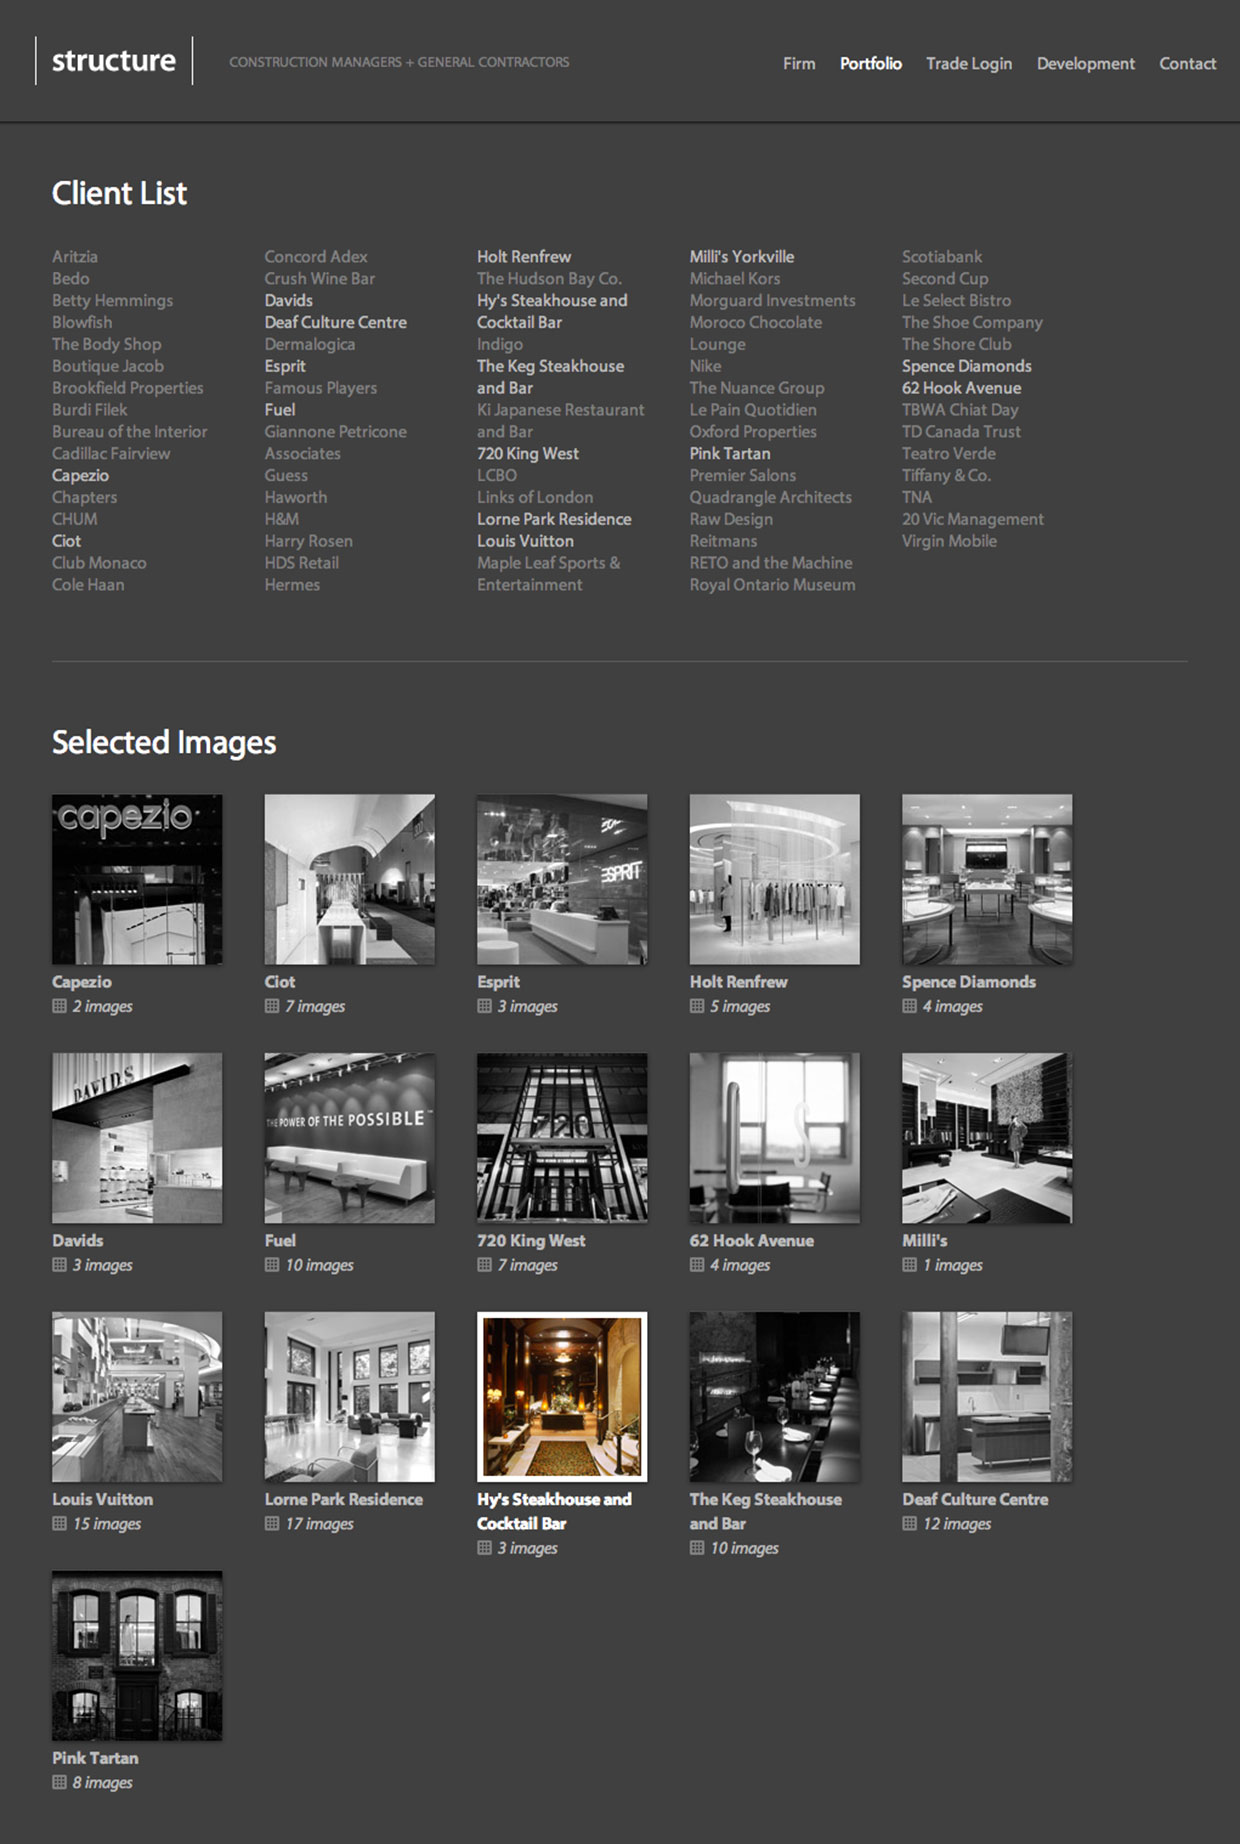 structure
CONSTRUCTION MANAGERS + GENERAL CONTRACTORS
Firm
Portfolio
Trade Login
Development
Contact
Client List
Aritzia
Bedo
Betty Hemmings
Blowfish
The Body Shop
Boutique Jacob
Brookfield Properties
Burdi Filek
Bureau of the Interior
Cadillac Fairview
Capezio
Chapters
CHUM
Ciot
Club Monaco
Cole Haan
Concord Adex
Crush Wine Bar
Davids
Deaf Culture Centre
Dermalogica
Esprit
Famous Players
Fuel
Giannone Petricone
Associates
Guess
Haworth
H&M
Harry Rosen
HDS Retail
Hermes
Holt Renfrew
The Hudson Bay Co.
Hy's Steakhouse and
Cocktail Bar
Indigo
The Keg Steakhouse
and Bar
Ki Japanese Restaurant
and Bar
720 King West
LCBO
Links of London
Lorne Park Residence
Louis Vuitton
Maple Leaf Sports &
Entertainment
Milli's Yorkville
Michael Kors
Morguard Investments
Moroco Chocolate
Lounge
Nike
The Nuance Group
Le Pain Quotidien
Oxford Properties
Pink Tartan
Premier Salons
Quadrangle Architects
Raw Design
Reitmans
RETO and the Machine
Royal Ontario Museum
Scotiabank
Second Cup
Le Select Bistro
The Shoe Company
The Shore Club
Spence Diamonds
62 Hook Avenue
TBWA Chiat Day
TD Canada Trust
Teatro Verde
Tiffany & Co.
TNA
20 Vic Management
Virgin Mobile
Selected Images
capezio
ESPRIT
Capezio
2 images
Ciot
7 images
Esprit
3 images
Holt Renfrew
5 images
Spence Diamonds
4 images
DAVIDS
THE POWER OF THE POSSIBLE™
720
Davids
3 images
Fuel
10 images
720 King West
7 images
62 Hook Avenue
4 images
Milli's
1 images
Louis Vuitton
15 images
Lorne Park Residence
17 images
Hy's Steakhouse and
Cocktail Bar
3 images
The Keg Steakhouse
and Bar
10 images
Deaf Culture Centre
12 images
Pink Tartan
8 images